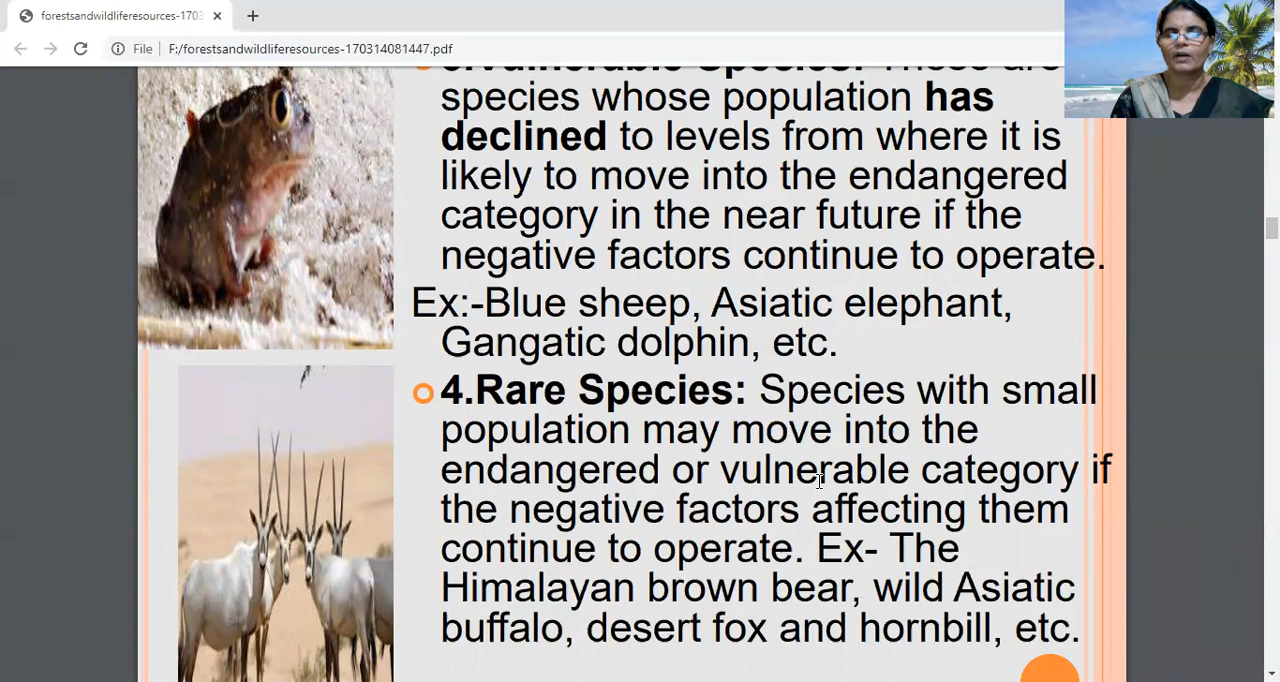 forestsandwildliferesources-1703
File
F:/forestsandwildliferesources-170314081447.pdf
Vulnerable Species: These are
species whose population has
declined to levels from where it is
likely to move into the endangered
category in the near future if the
negative factors continue to operate.
Ex:-Blue sheep, Asiatic elephant,
Gangatic dolphin, etc.
4.Rare Species: Species with small
population may move into the
endangered or vulnerable category if
the negative factors affecting them
continue to operate. Ex- The
Himalayan brown bear, wild Asiatic
buffalo, desert fox and hornbill, etc.